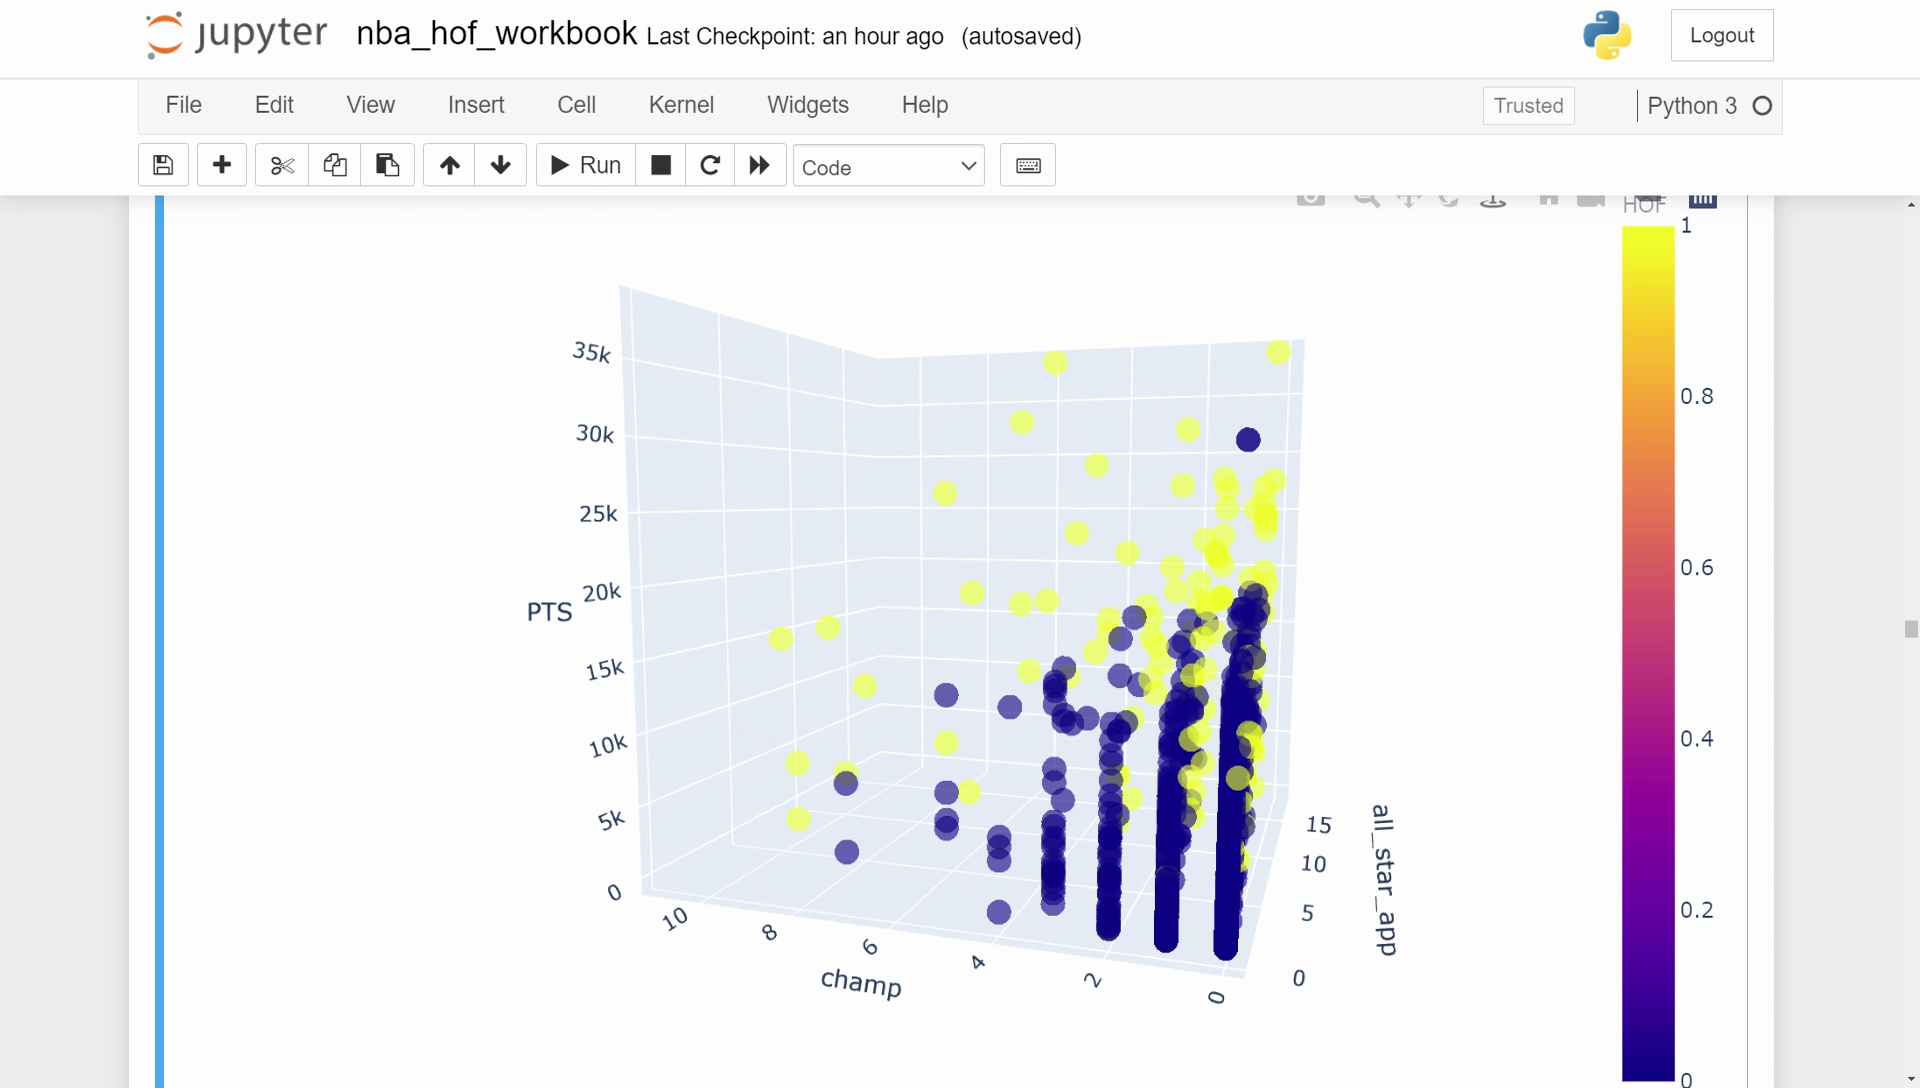 jupyter nba_hof_workbook Last Checkpoint: an hour ago (autosaved) Logout
File Edit View Insert Cell Kernel Widgets Help Trusted Python 3
Run Code
HOF
1
0.8
0.6
0.4
0.2
0
PTS
35k
30k
25k
20k
15k
10k
5k
0
10
8
6
4
2
0
champ
15
10
5
0
all_star_app